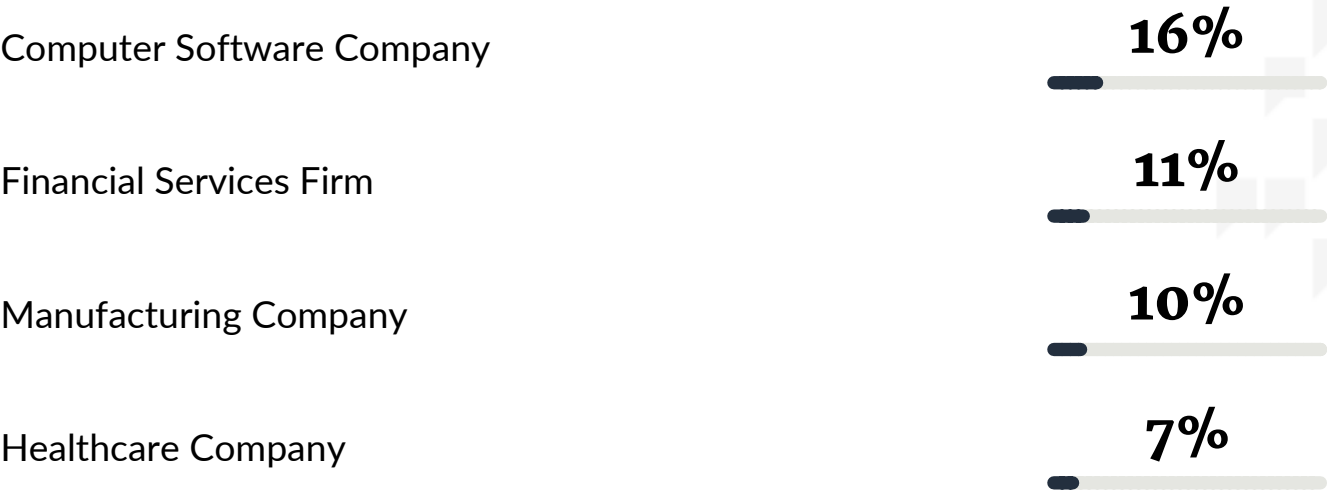 Computer Software Company
16%
Financial Services Firm
11%
Manufacturing Company
10%
Healthcare Company
7%